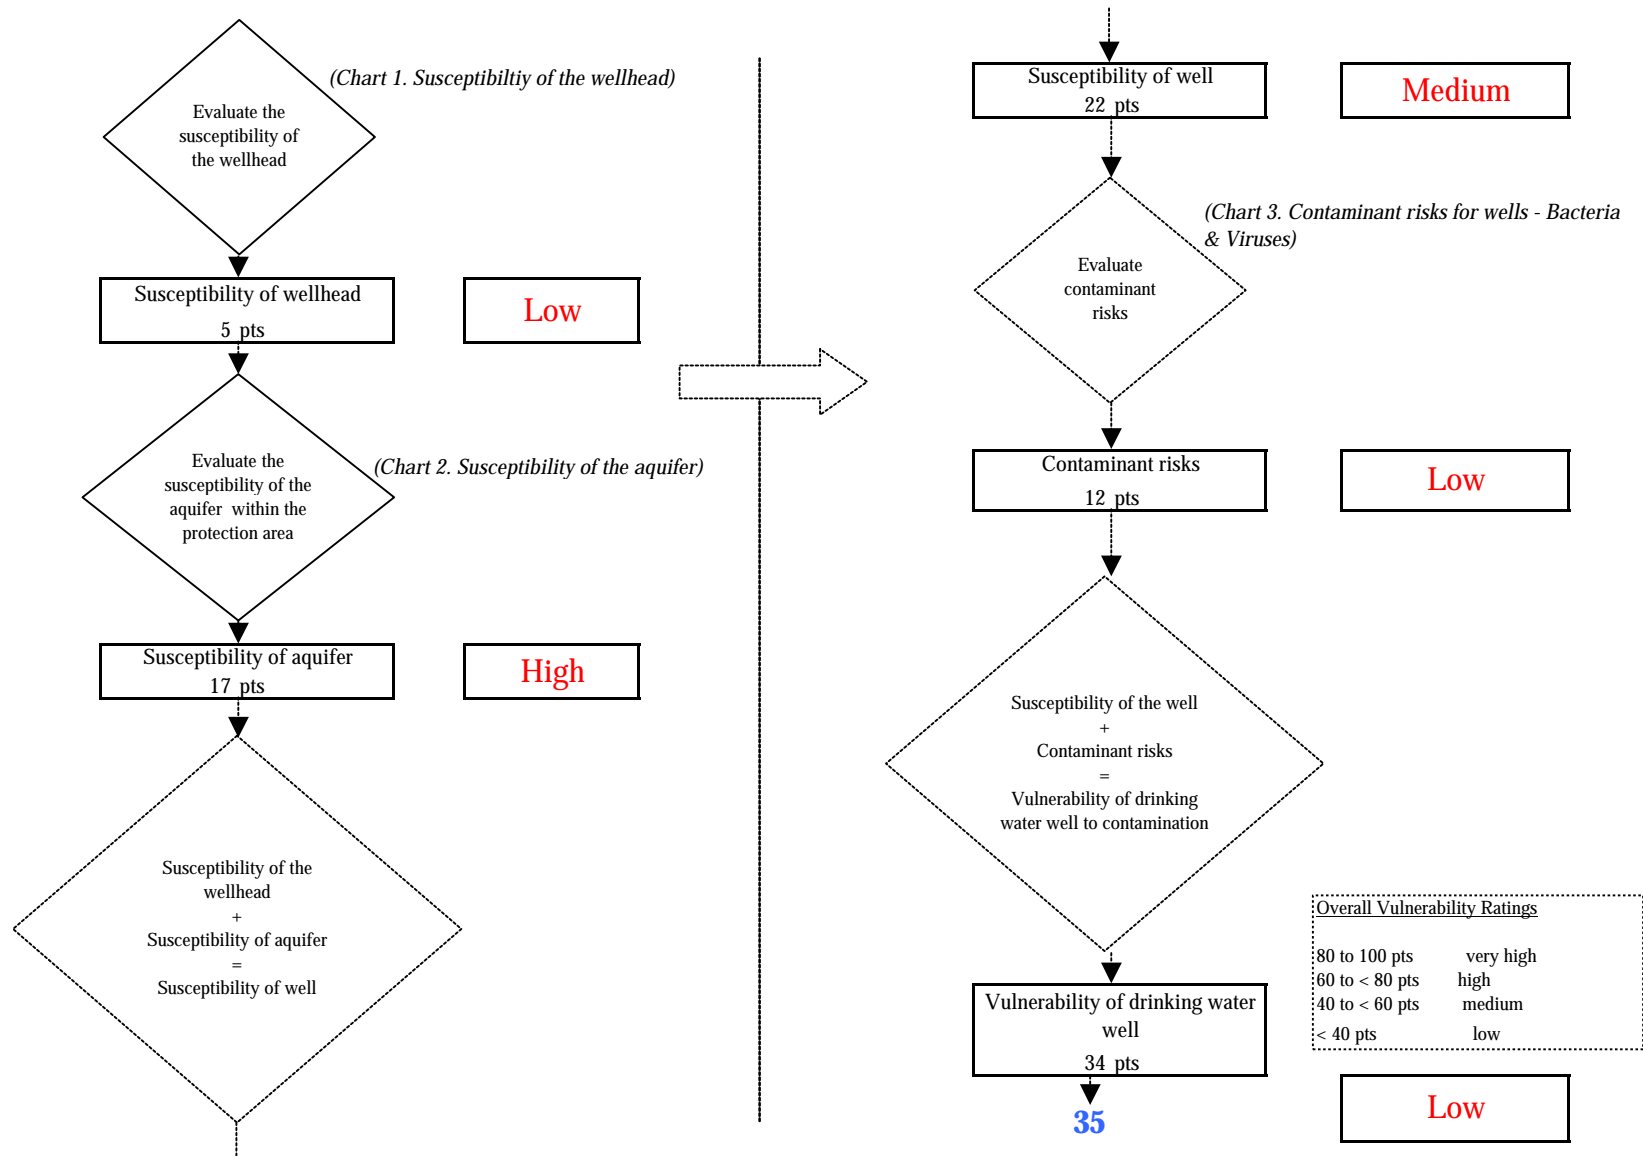 (Chart 1. Susceptibiltiy of the wellhead)
Evaluate the
susceptibility of
the wellhead
Susceptibility of wellhead
5 pts
Low
(Chart 2. Susceptibility of the aquifer)
Evaluate the
susceptibility of the
aquifer within the
protection area
Susceptibility of aquifer
17 pts
High
Susceptibility of the
wellhead
+
Susceptibility of aquifer
=
Susceptibility of well
Susceptibility of well
22 pts
Medium
(Chart 3. Contaminant risks for wells - Bacteria
& Viruses)
Evaluate
contaminant
risks
Contaminant risks
12 pts
Low
Susceptibility of the well
+
Contaminant risks
=
Vulnerability of drinking
water well to contamination
Overall Vulnerability Ratings
80 to 100 pts very high
60 to < 80 pts high
40 to < 60 pts medium
< 40 pts low
Vulnerability of drinking water
well
34 pts
35
Low